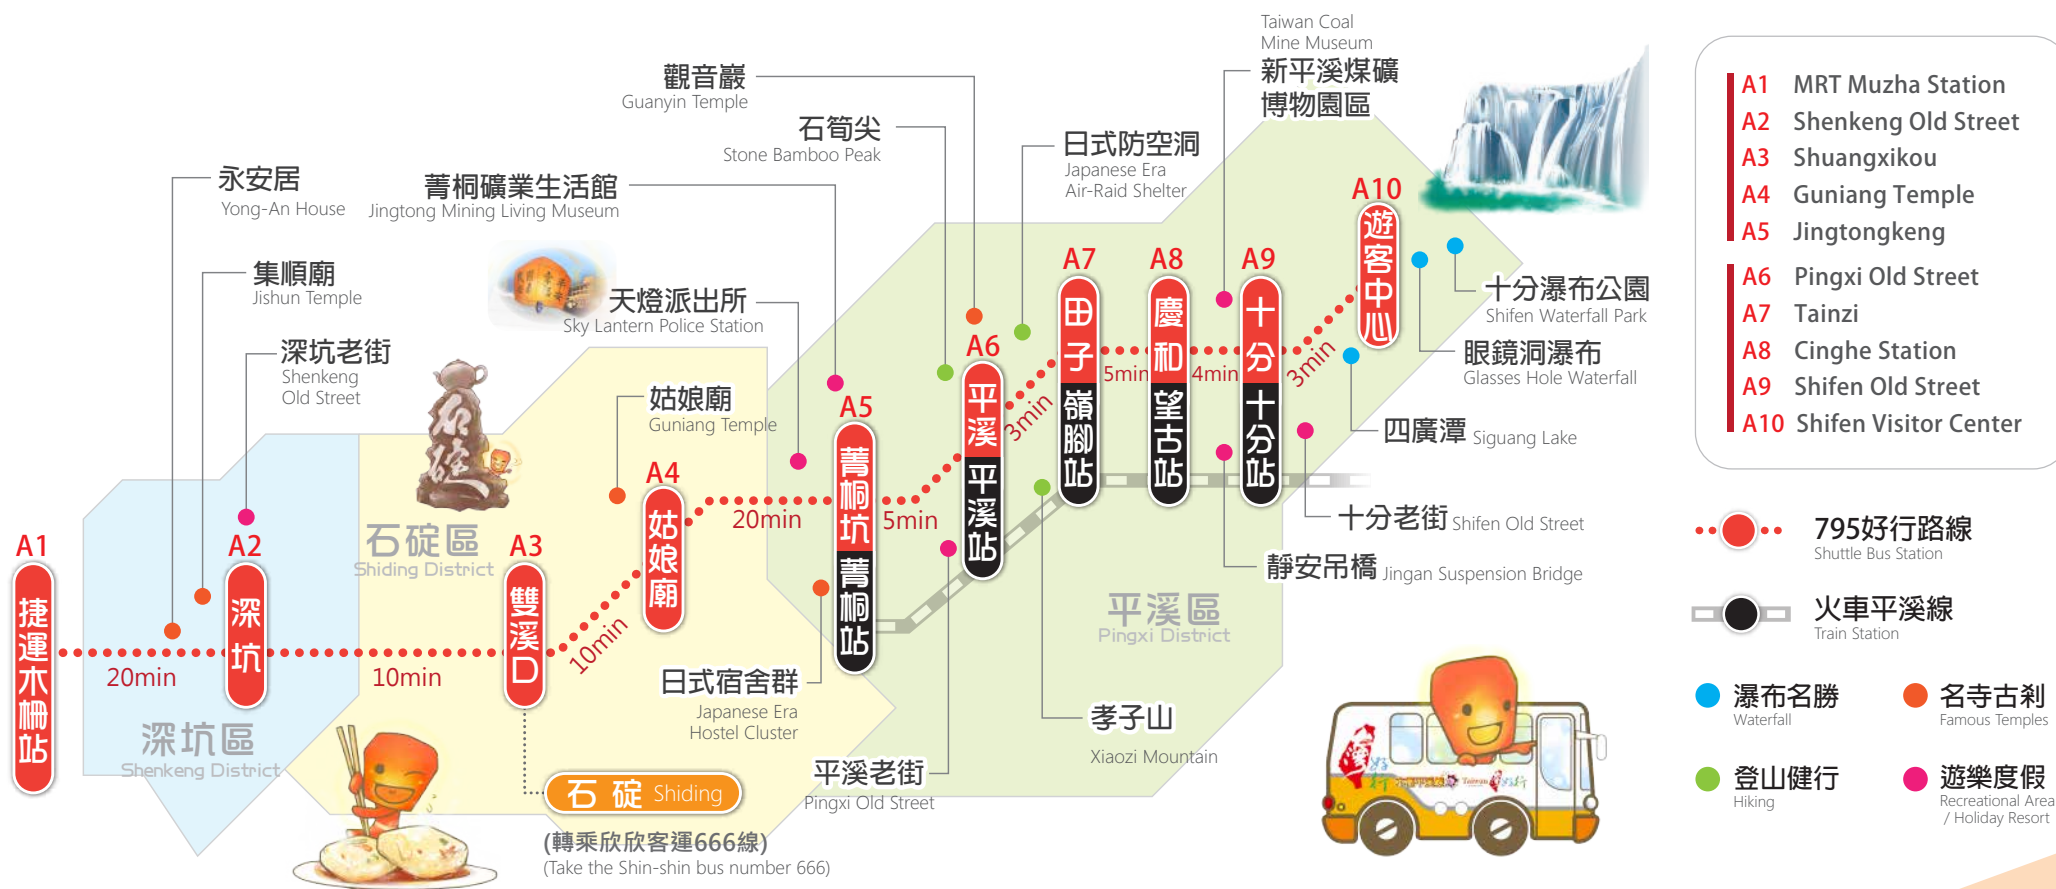 Taiwan Coal
Mine Museum
新平溪煤礦
博物園區
觀音巖
Guanyin Temple
石筍尖
Stone Bamboo Peak
日式防空洞
Japanese Era
Air-Raid Shelter
永安居
Yong-An House
菁桐礦業生活館
Jingtong Mining Living Museum
集順廟
Jishun Temple
天燈派出所
Sky Lantern Police Station
深坑老街
Shenkeng
Old Street
姑娘廟
Guniang Temple
十分瀑布公園
Shifen Waterfall Park
眼鏡洞瀑布
Glasses Hole Waterfall
四廣潭 Siguang Lake
十分老街 Shifen Old Street
靜安吊橋 Jingan Suspension Bridge
石碇
石碇區
Shiding District
深坑區
Shenkeng District
平溪區
Pingxi District
A1
捷運木柵站
20min
A2
深坑
10min
A3
雙溪口
10min
A4
姑娘廟
20min
A5
菁桐坑
菁桐站
5min
A6
平溪
平溪站
3min
A7
田子
嶺腳站
5min
A8
慶和
望古站
4min
A9
十分
十分站
3min
A10
遊客中心
日式宿舍群
Japanese Era
Hostel Cluster
平溪老街
Pingxi Old Street
孝子山
Xiaozi Mountain
石碇 Shiding
(轉乘欣欣客運666線)
(Take the Shin-shin bus number 666)
A1 MRT Muzha Station
A2 Shenkeng Old Street
A3 Shuangxikou
A4 Guniang Temple
A5 Jingtongkeng
A6 Pingxi Old Street
A7 Tainzi
A8 Cinghe Station
A9 Shifen Old Street
A10 Shifen Visitor Center
795好行路線
Shuttle Bus Station
火車平溪線
Train Station
瀑布名勝
Waterfall
名寺古剎
Famous Temples
登山健行
Hiking
遊樂度假
Recreational Area
/ Holiday Resort
Taiwan
好行